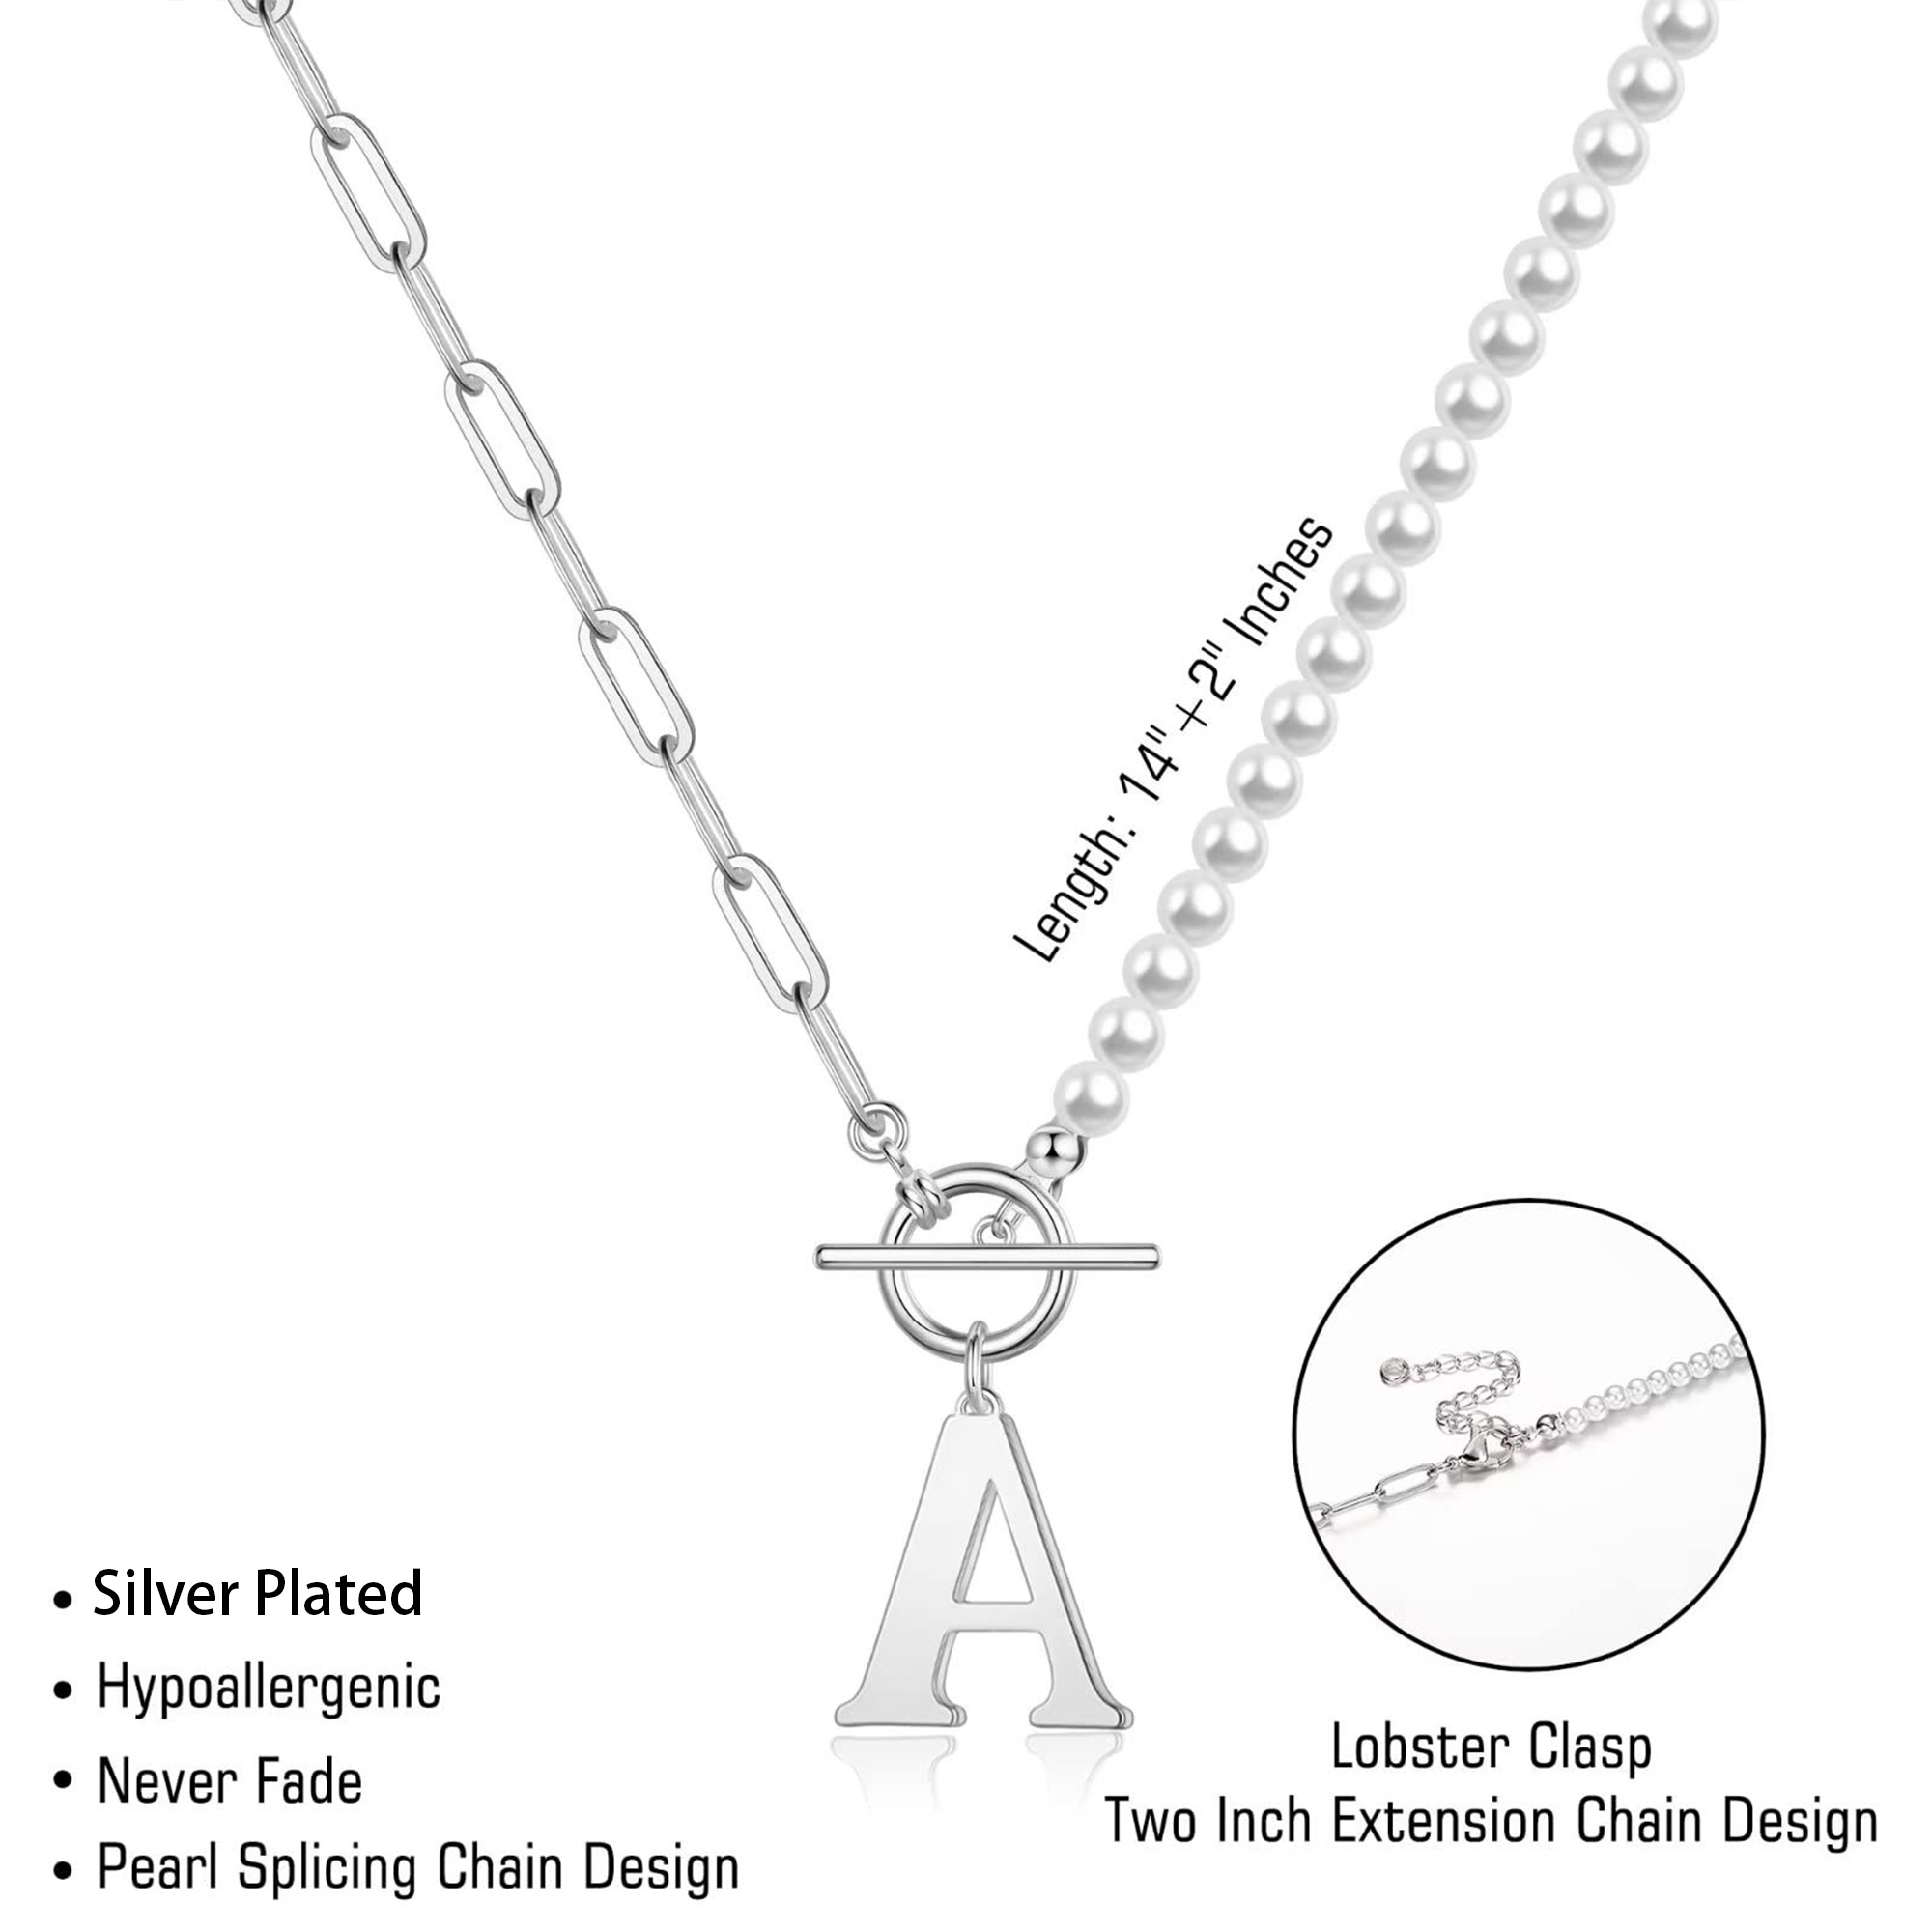 Length: 14"+2" Inches
A
• Silver Plated
• Hypoallergenic
• Never Fade
• Pearl Splicing Chain Design
Lobster Clasp
Two Inch Extension Chain Design